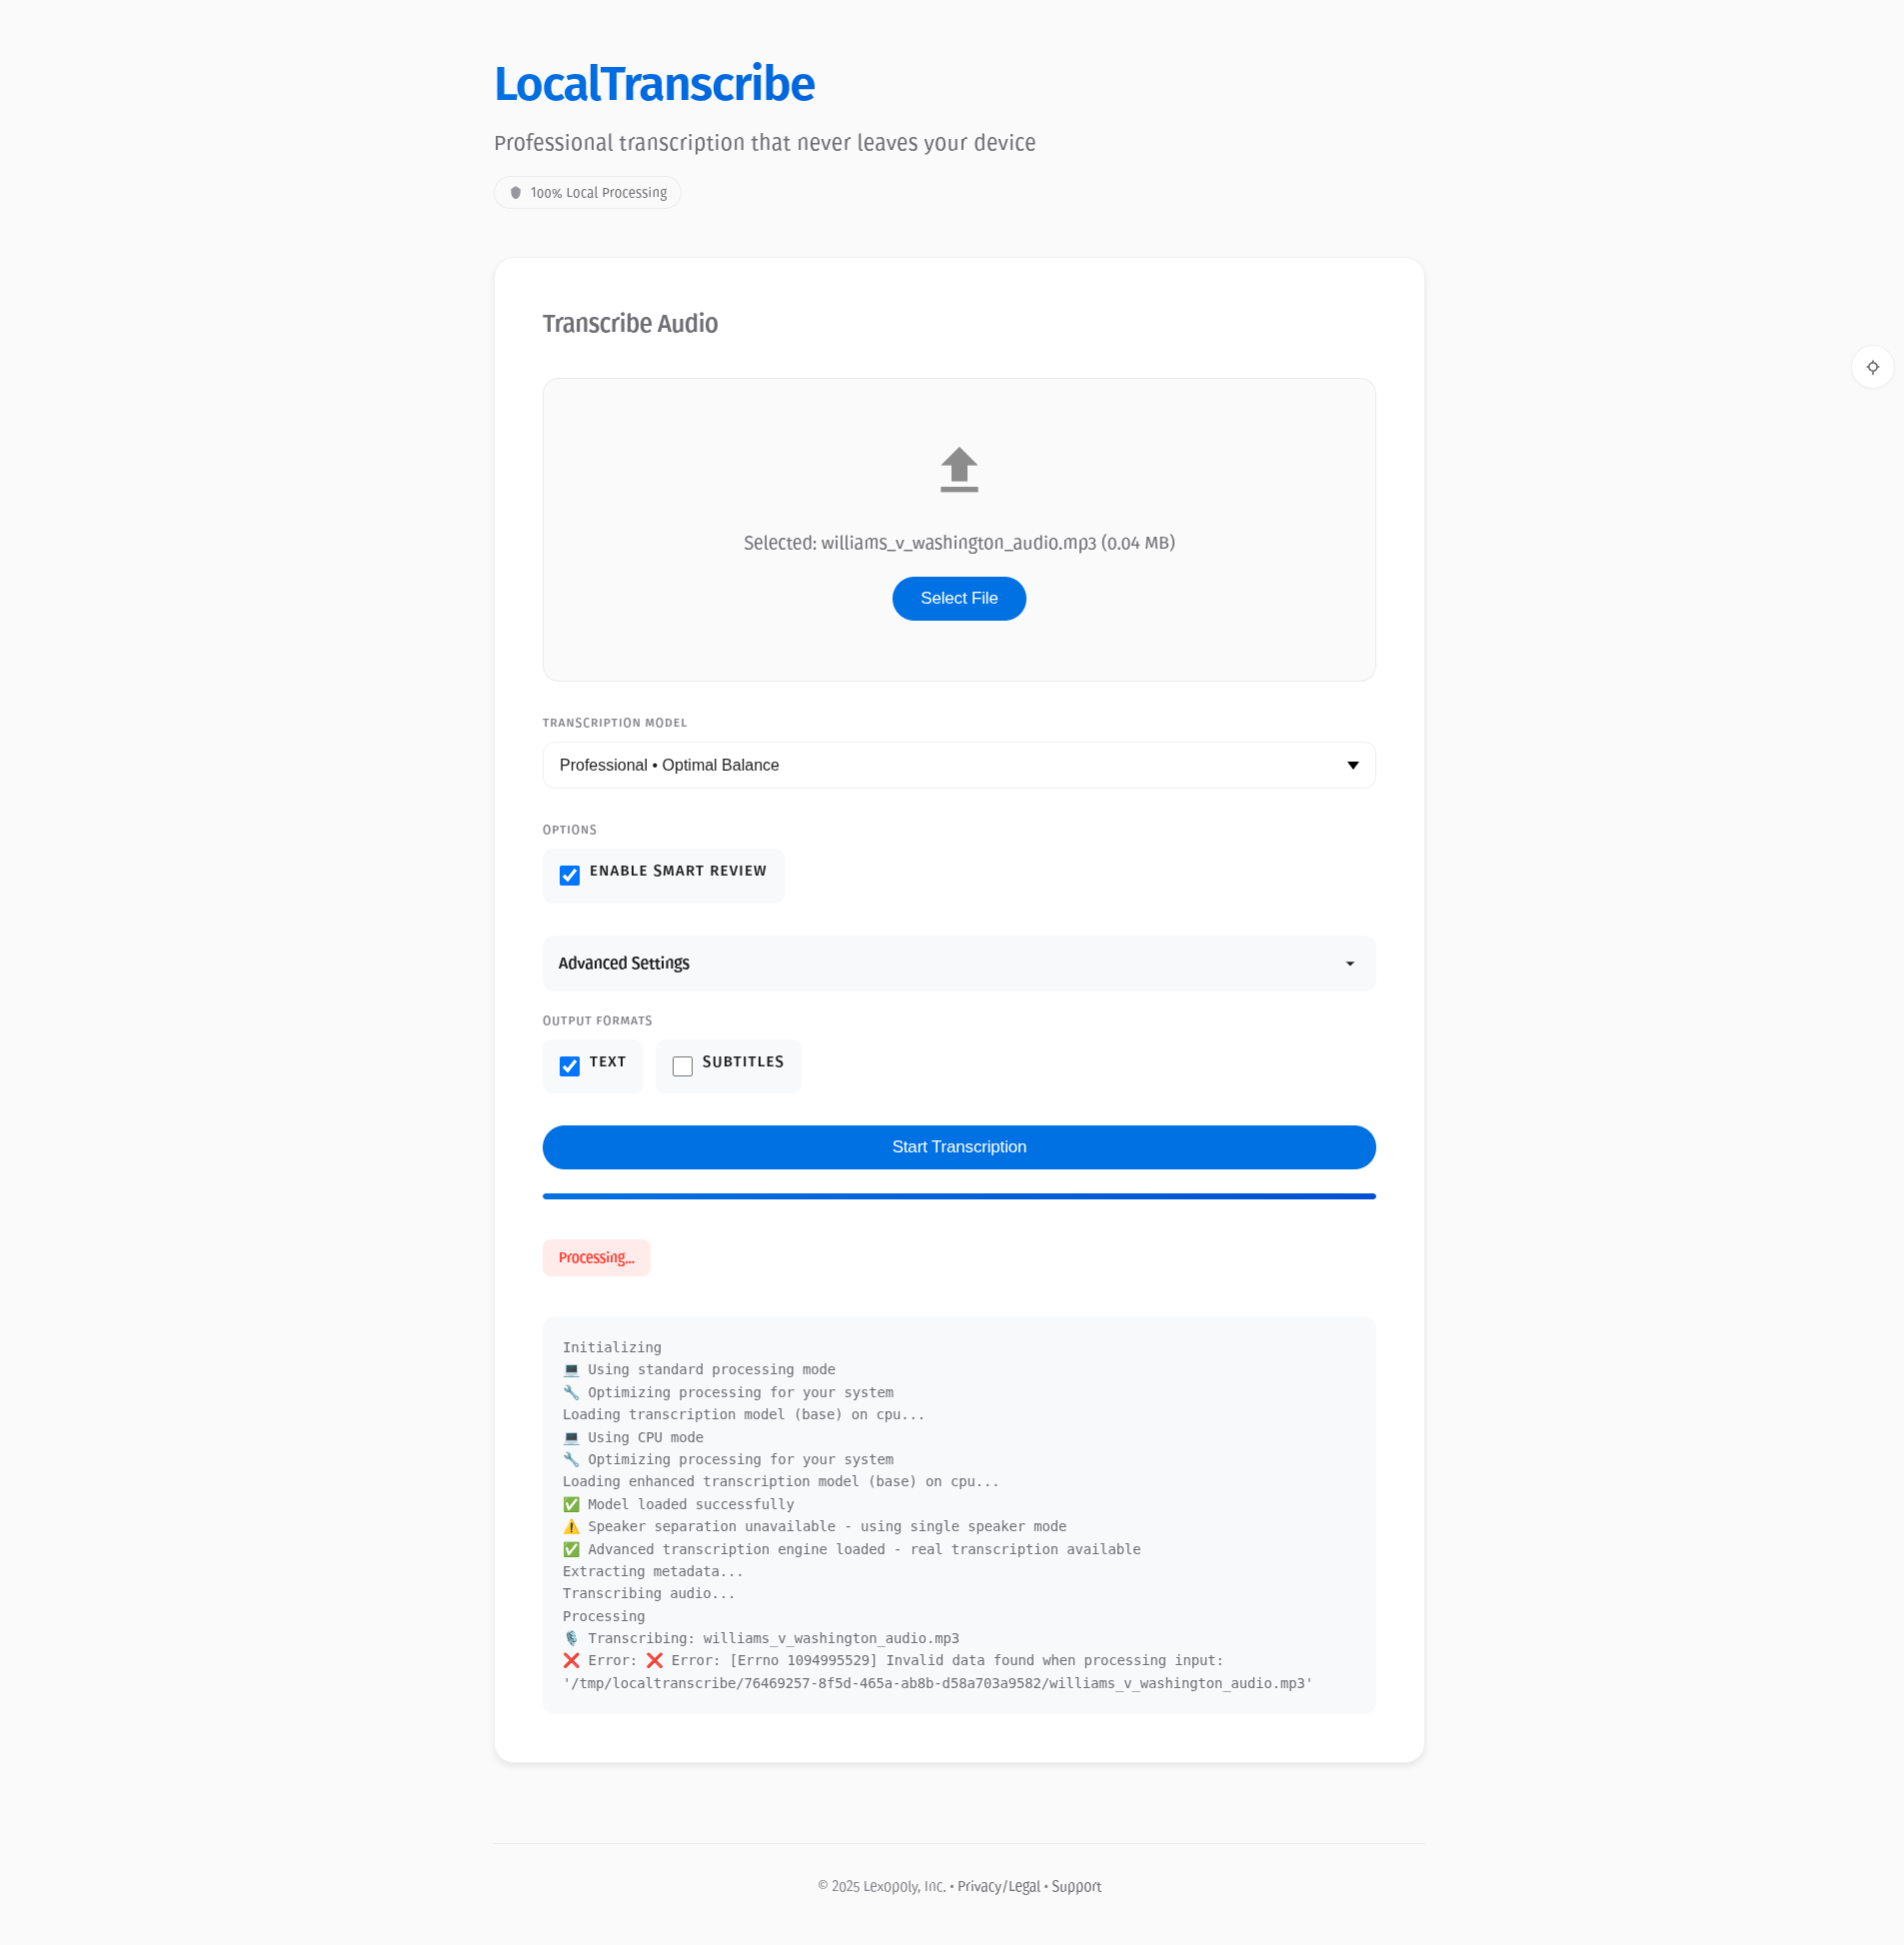 LocalTranscribe
Professional transcription that never leaves your device
100% Local Processing
Transcribe Audio
Selected: williams_v_washington_audio.mp3 (0.04 MB)
Select File
TRANSCRIPTION MODEL
Professional • Optimal Balance
OPTIONS
ENABLE SMART REVIEW
Advanced Settings
OUTPUT FORMATS
TEXT SUBTITLES
Start Transcription
Processing...
Initializing
💻 Using standard processing mode
🔧 Optimizing processing for your system
Loading transcription model (base) on cpu...
💻 Using CPU mode
🔧 Optimizing processing for your system
Loading enhanced transcription model (base) on cpu...
✅ Model loaded successfully
⚠️ Speaker separation unavailable - using single speaker mode
✅ Advanced transcription engine loaded - real transcription available
Extracting metadata...
Transcribing audio...
Processing
🎙️ Transcribing: williams_v_washington_audio.mp3
❌ Error: ❌ Error: [Errno 1094995529] Invalid data found when processing input:
'/tmp/localtranscribe/76469257-8f5d-465a-ab8b-d58a703a9582/williams_v_washington_audio.mp3'
© 2025 Lexopoly, Inc. • Privacy/Legal • Support